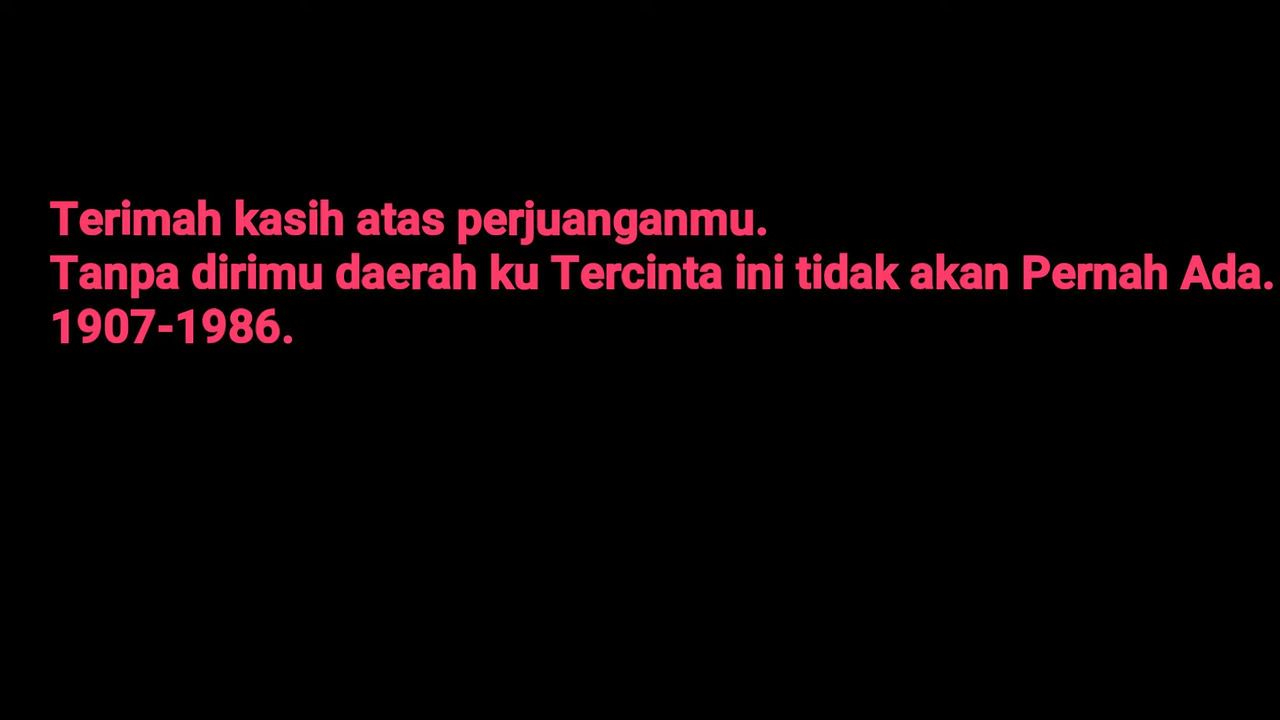 Terimah kasih atas perjuanganmu.
Tanpa dirimu daerah ku Tercinta ini tidak akan Pernah Ada.
1907-1986.